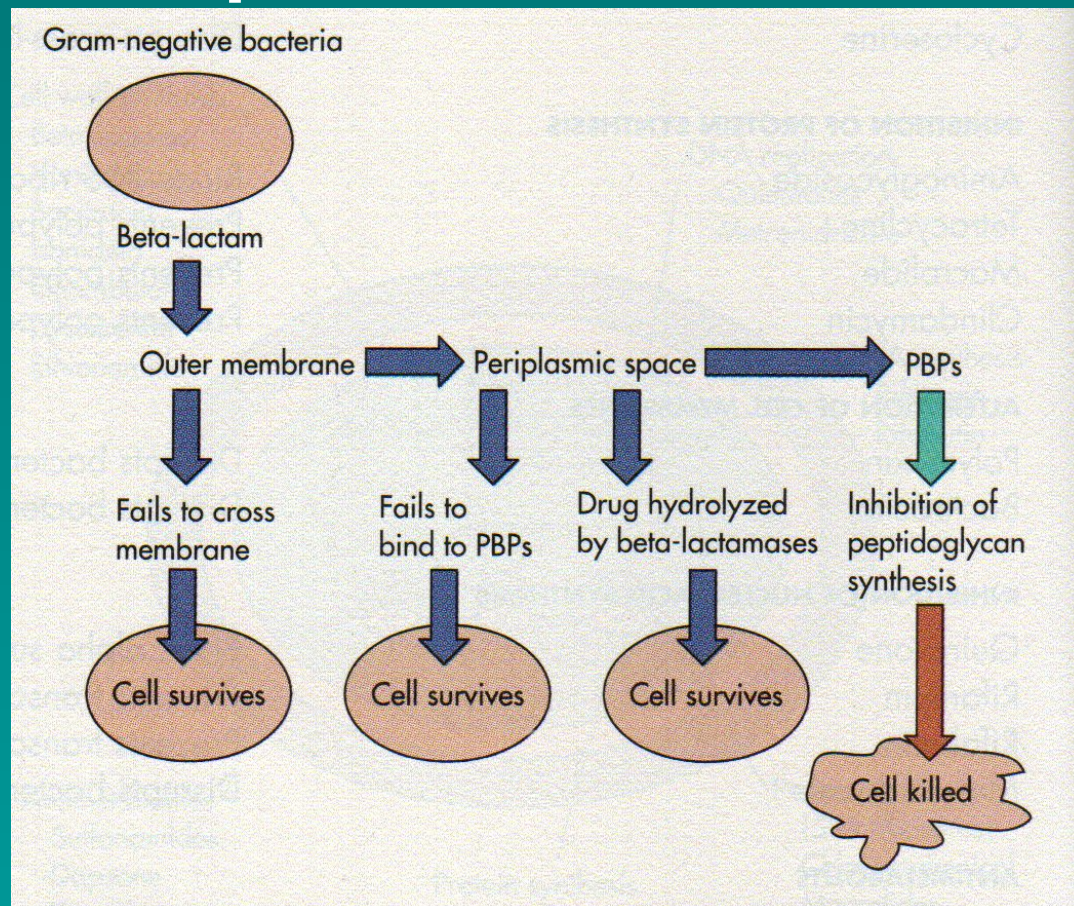 Gram-negative bacteria
Beta-lactam
Outer membrane
Periplasmic space
PBPs
Fails to cross
membrane
Fails to
bind to PBPs
Drug hydrolyzed
by beta-lactamases
Inhibition of
peptidoglycan
synthesis
Cell survives
Cell survives
Cell survives
Cell killed